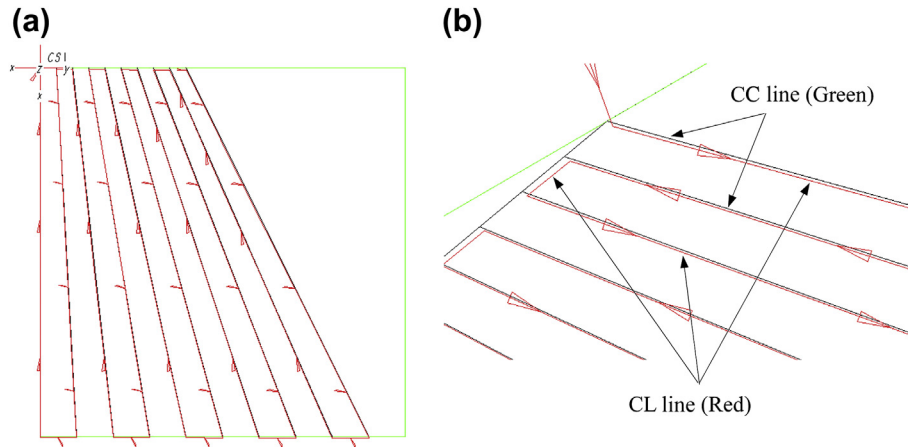 (a)
(b)
CS1
x
z
y
x
CC line (Green)
CL line (Red)